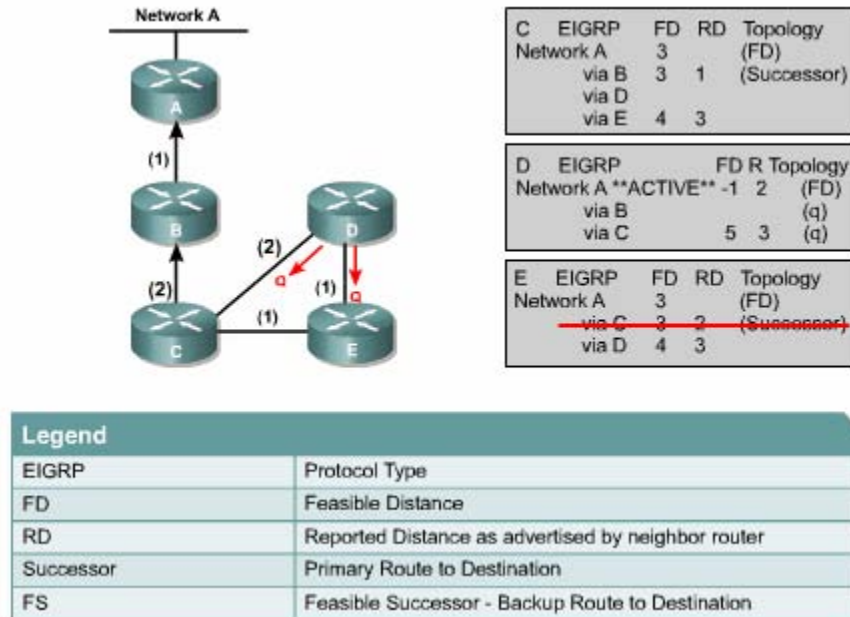 Network A
A
(1)
B
D
(2)
(2)
q
(1)
q
(1)
C
E
C EIGRP FD RD Topology
Network A 3 (FD)
via B 3 1 (Successor)
via D
via E 4 3
D EIGRP FD R Topology
Network A **ACTIVE** -1 2 (FD)
via B (q)
via C 5 3 (q)
E EIGRP FD RD Topology
Network A 3 (FD)
via C 3 2 (Successor)
via D 4 3
Legend
EIGRP Protocol Type
FD Feasible Distance
RD Reported Distance as advertised by neighbor router
Successor Primary Route to Destination
FS Feasible Successor - Backup Route to Destination